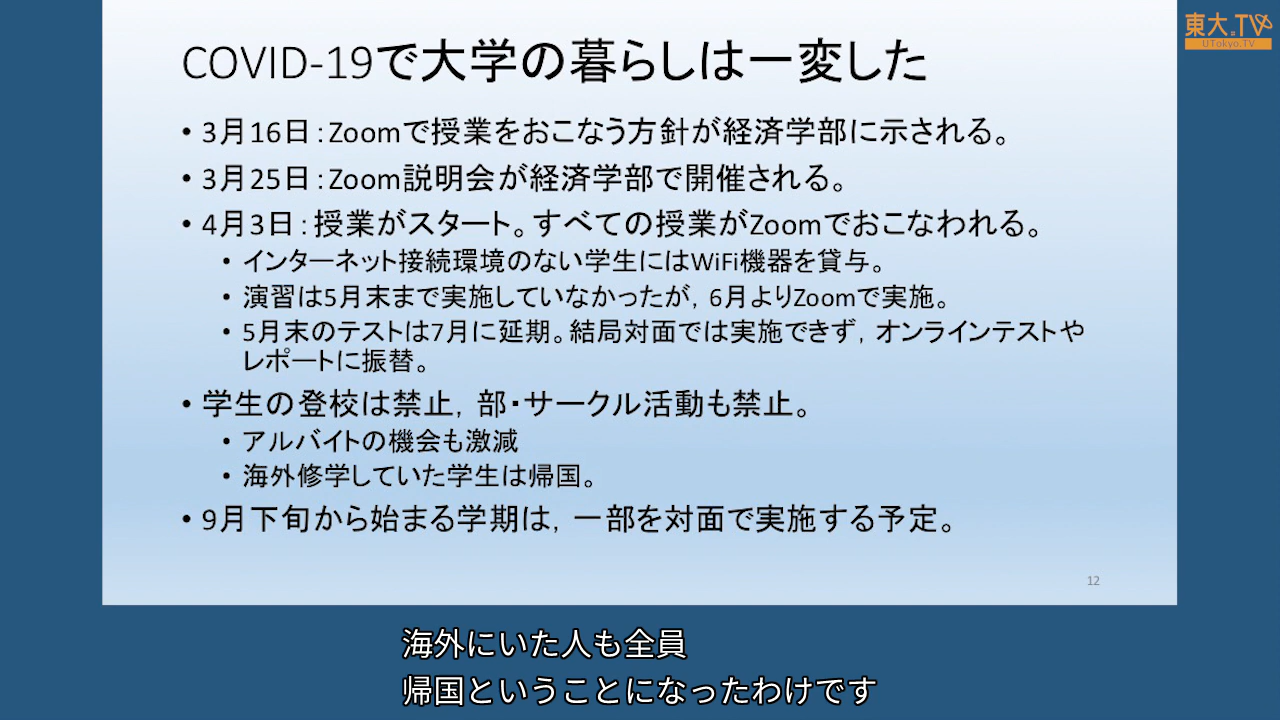 東大.TV
UTokyo.TV
COVID-19で大学の暮らしは一変した
• 3月16日：Zoomで授業をおこなう方針が経済学部に示される。
• 3月25日：Zoom説明会が経済学部で開催される。
• 4月3日：授業がスタート。すべての授業がZoomでおこなわれる。
• インターネット接続環境のない学生にはWiFi機器を貸与。
• 演習は5月末まで実施していなかったが，6月よりZoomで実施。
• 5月末のテストは7月に延期。結局対面では実施できず，オンラインテストや
レポートに振替。
• 学生の登校は禁止，部・サークル活動も禁止。
• アルバイトの機会も激減
• 海外修学していた学生は帰国。
• 9月下旬から始まる学期は，一部を対面で実施する予定。
12
海外にいた人も全員
帰国ということになったわけです